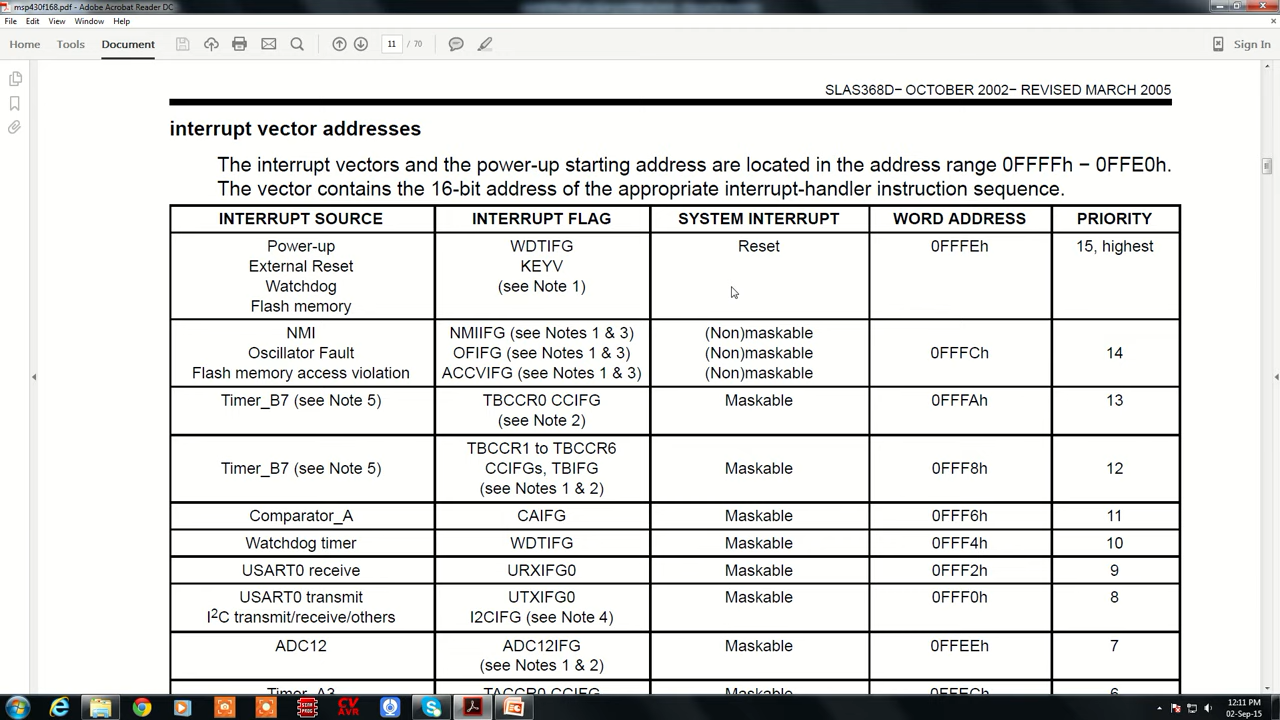 msp430f168.pdf - Adobe Acrobat Reader DC
File Edit View Window Help
Home Tools Document 11 / 70 Sign In
SLAS368D− OCTOBER 2002− REVISED MARCH 2005
interrupt vector addresses
The interrupt vectors and the power-up starting address are located in the address range 0FFFFh − 0FFE0h.
The vector contains the 16-bit address of the appropriate interrupt-handler instruction sequence.
INTERRUPT SOURCE INTERRUPT FLAG SYSTEM INTERRUPT WORD ADDRESS PRIORITY
Power-up WDTIFG Reset 0FFFEh 15, highest
External Reset KEYV
Watchdog (see Note 1)
Flash memory
NMI NMIIFG (see Notes 1 & 3) (Non)maskable
Oscillator Fault OFIFG (see Notes 1 & 3) (Non)maskable 0FFFCh 14
Flash memory access violation ACCVIFG (see Notes 1 & 3) (Non)maskable
Timer_B7 (see Note 5) TBCCR0 CCIFG Maskable 0FFFAh 13
(see Note 2)
TBCCR1 to TBCCR6
Timer_B7 (see Note 5) CCIFGs, TBIFG Maskable 0FFF8h 12
(see Notes 1 & 2)
Comparator_A CAIFG Maskable 0FFF6h 11
Watchdog timer WDTIFG Maskable 0FFF4h 10
USART0 receive URXIFG0 Maskable 0FFF2h 9
USART0 transmit UTXIFG0 Maskable 0FFF0h 8
I2C transmit/receive/others I2CIFG (see Note 4)
ADC12 ADC12IFG Maskable 0FFEEh 7
(see Notes 1 & 2)
Timer_A3 TACCR0 CCIFG Maskable 0FFECh 6
CV
AVR
12:11 PM
02-Sep-15